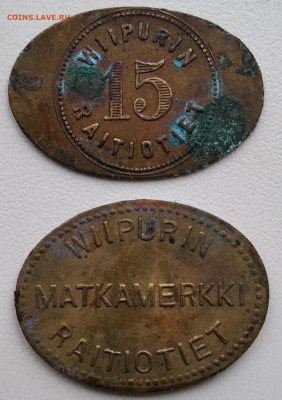 COINS.LAVE.RU
WIIPURIN
15
RAITIOTIET
WIIPURIN
MATKAMERKKI
RAITIOTIET